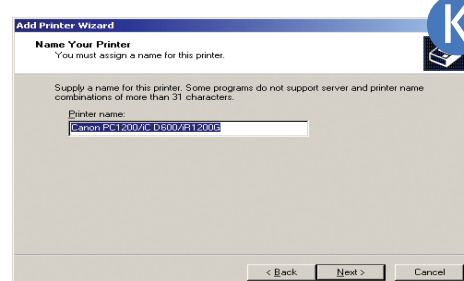 Add Printer Wizard
K
Name Your Printer
You must assign a name for this printer.
Supply a name for this printer. Some programs do not support server and printer name
combinations of more than 31 characters.
Printer name:
Canon PC1200/iC D600/iR1200G
< Back Next > Cancel